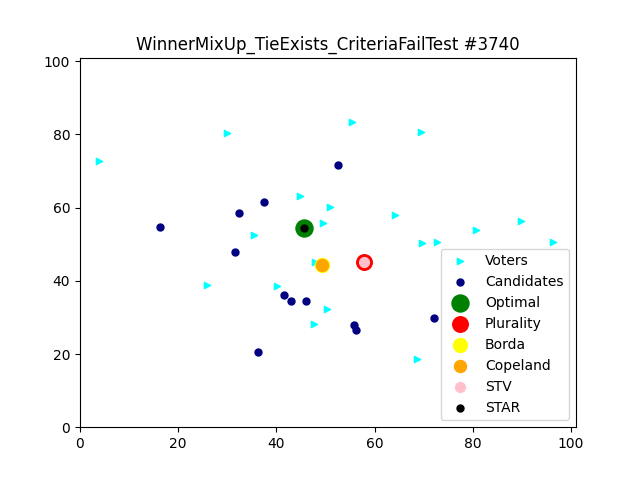 WinnerMixUp_TieExists_CriteriaFailTest #3740
100
80
60
40
20
0
0 20 40 60 80 100
Voters
Candidates
Optimal
Plurality
Borda
Copeland
STV
STAR